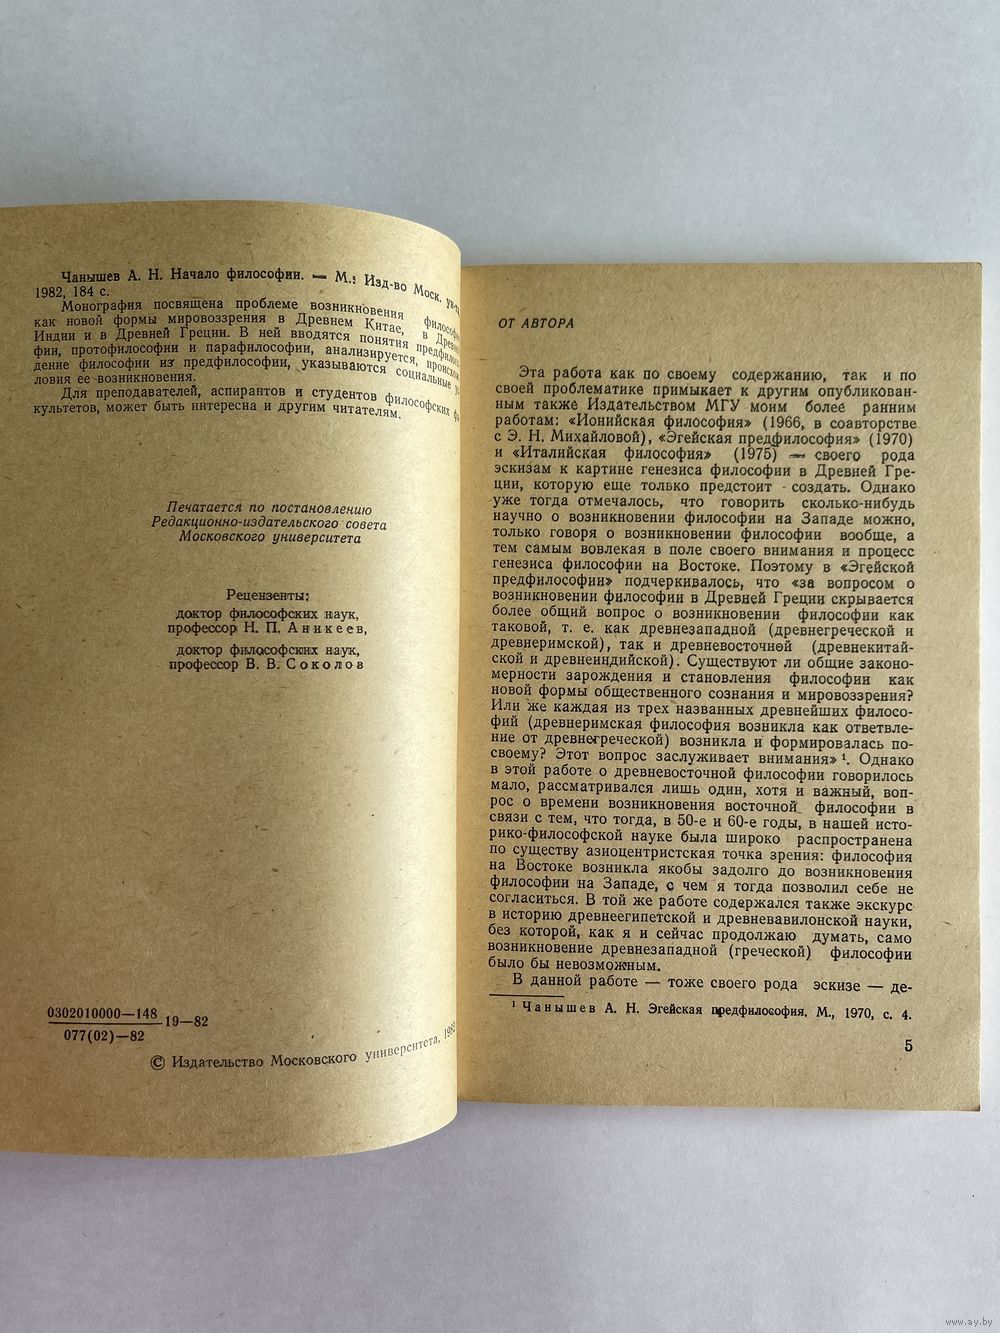 Чанышев А. Н. Начало философии. — М.: Изд-во Моск. ун-та
1982, 184 с.
Монография посвящена проблеме возникновения философии
как новой формы мировоззрения в Древнем Китае, в Древней
Индии и в Древней Греции. В ней вводятся понятия предфилосо-
фии, протофилософии и парафилософии, анализируется, происхож-
дение философии из предфилософии, указываются социальные ус-
ловия ее возникновения.
Для преподавателей, аспирантов и студентов философских фа-
культетов, может быть интересна и другим читателям.
Печатается по постановлению
Редакционно-издательского совета
Московского университета
Рецензенты:
доктор философских наук,
профессор Н. П. Аникеев,
доктор философских наук,
профессор В. В. Соколов
0302010000—148
19—82
077(02)—82
© Издательство Московского университета, 1982
ОТ АВТОРА
Эта работа как по своему содержанию, так и по
своей проблематике примыкает к другим опубликован-
ным также Издательством МГУ моим более ранним
работам: «Ионийская философия» (1966, в соавторстве
с Э. Н. Михайловой), «Эгейская предфилософия» (1970)
и «Италийская философия» (1975) — своего рода
эскизам к картине генезиса философии в Древней Гре-
ции, которую еще только предстоит создать. Однако
уже тогда отмечалось, что говорить сколько-нибудь
научно о возникновении философии на Западе можно,
только говоря о возникновении философии вообще, а
тем самым вовлекая в поле своего внимания и процесс
генезиса философии на Востоке. Поэтому в «Эгейской
предфилософии» подчеркивалось, что «за вопросом о
возникновении философии в Древней Греции скрывается
более общий вопрос о возникновении философии как
таковой, т. е. как древнезападной (древнегреческой и
древнеримской), так и древневосточной (древнекитай-
ской и древнеиндийской). Существуют ли общие законо-
мерности зарождения и становления философии как
новой формы общественного сознания и мировоззрения?
Или же каждая из трех названных древнейших филосо-
фий (древнеримская философия возникла как ответвле-
ние от древнегреческой) возникла и формировалась по-
своему? Этот вопрос заслуживает внимания» ¹. Однако
в этой работе о древневосточной философии говорилось
мало, рассматривался лишь один, хотя и важный, воп-
рос о времени возникновения восточной философии в
связи с тем, что тогда, в 50-е и 60-е годы, в нашей исто-
рико-философской науке была широко распространена
по существу азиоцентристская точка зрения: философия
на Востоке возникла якобы задолго до возникновения
философии на Западе, с чем я тогда позволил себе не
согласиться. В той же работе содержался также экскурс
в историю древнеегипетской и древневавилонской науки,
без которой, как я и сейчас продолжаю думать, само
возникновение древнезападной (греческой) философии
было бы невозможным.
В данной работе — тоже своего рода эскизе — де-
¹ Чанышев А. Н. Эгейская предфилософия. М., 1970, с. 4.
5
www.ay.by